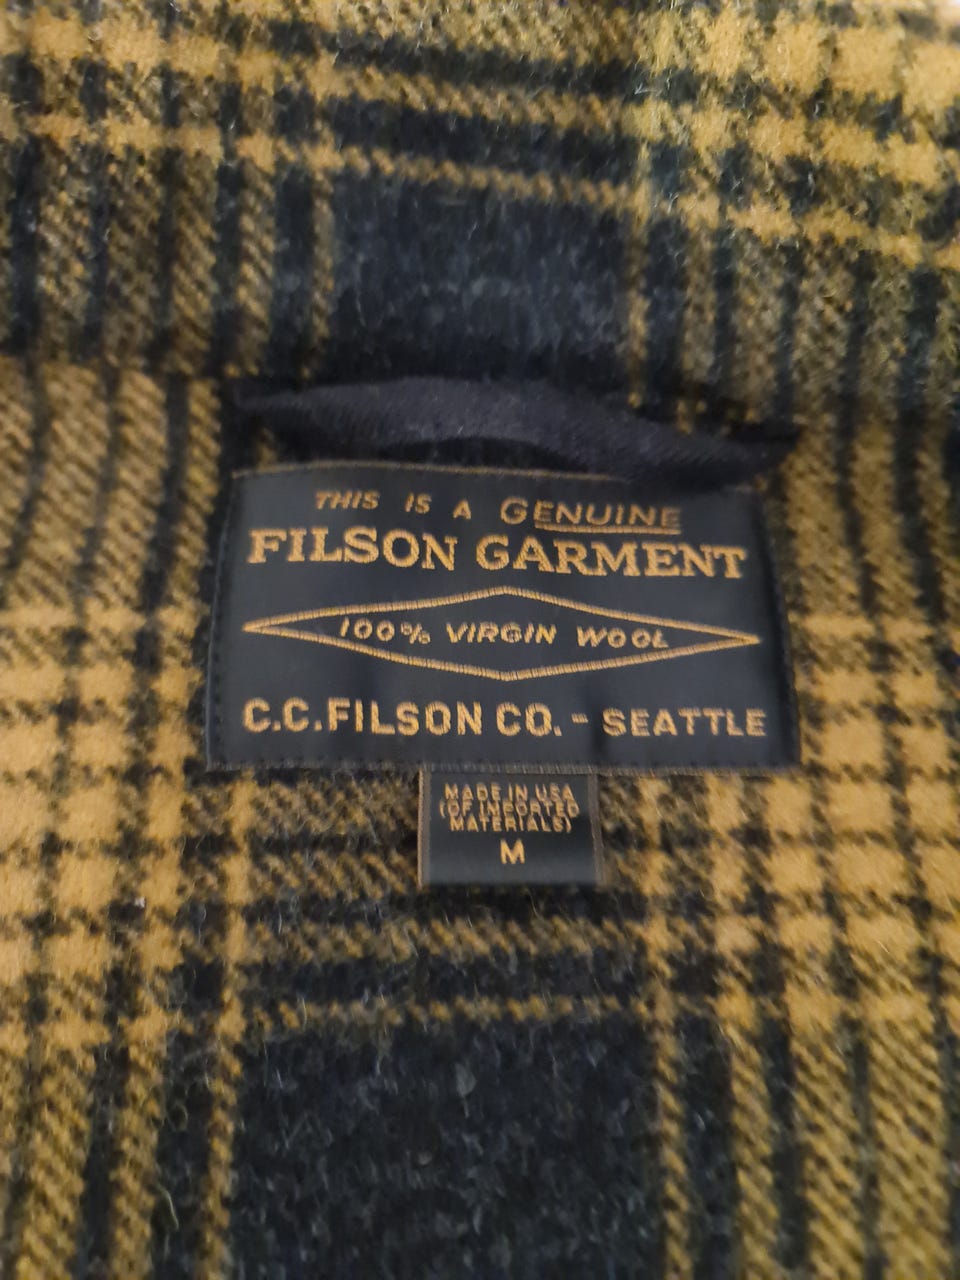 THIS IS A GENUINE
FILSON GARMENT
100% VIRGIN WOOL
C.C.FILSON CO. - SEATTLE
MADE IN USA
(OF IMPORTED
MATERIALS)
M